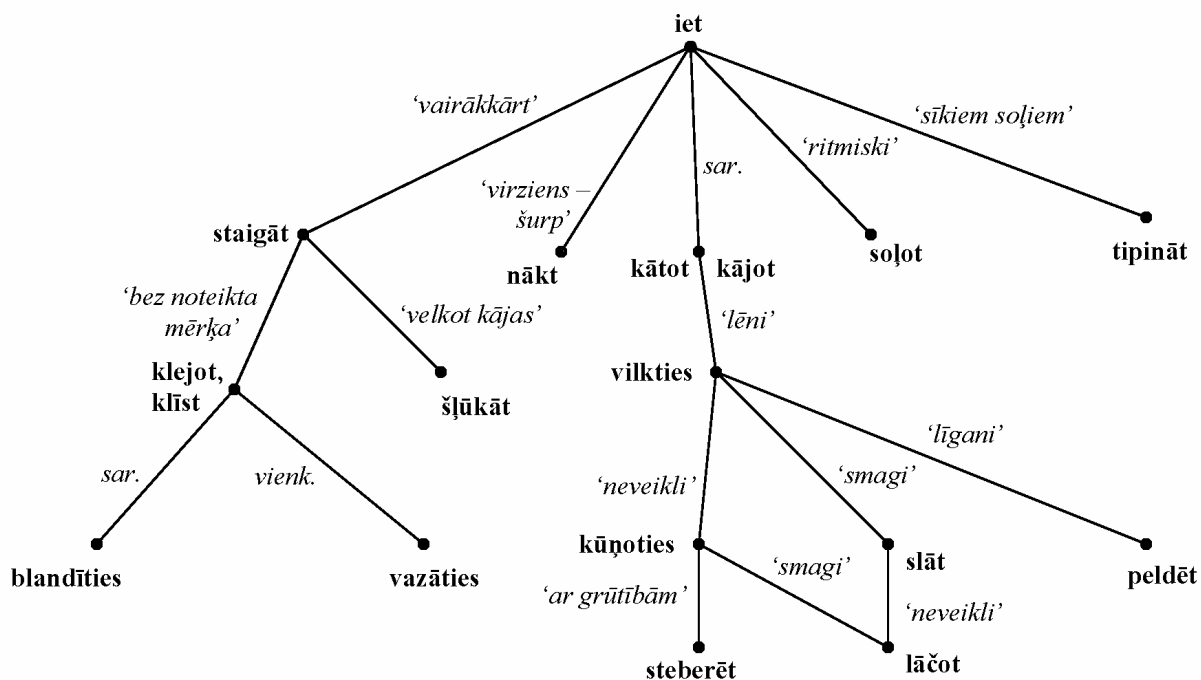 iet
‘vairākkārt’
‘sīkiem soļiem’
‘ritmiski’
sar.
‘virziens –
šurp’
staigāt
nākt
kātot
kājot
soļot
tipināt
‘bez noteikta
mērķa’
‘velkot kājas’
‘lēni’
klejot,
klīst
šļūkāt
vilkties
‘līgani’
sar.
vienk.
‘neveikli’
‘smagi’
blandīties
vazāties
kūņoties
‘smagi’
slāt
peldēt
‘ar grūtībām’
‘neveikli’
steberēt
lāčot